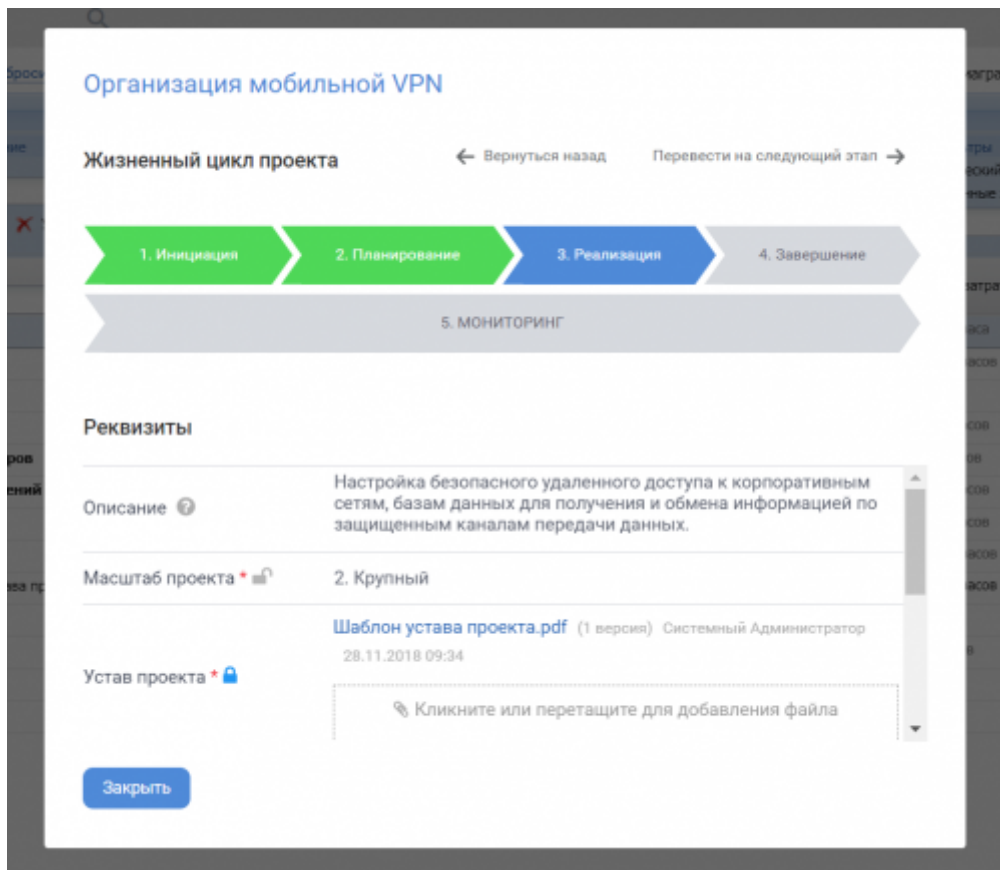 Организация мобильной VPN
Жизненный цикл проекта
Вернуться назад
Перевести на следующий этап
1. Инициация
2. Планирование
3. Реализация
4. Завершение
5. МОНИТОРИНГ
Реквизиты
Описание
Настройка безопасного удаленного доступа к корпоративным
сетям, базам данных для получения и обмена информацией по
защищенным каналам передачи данных.
Масштаб проекта *
2. Крупный
Шаблон устава проекта.pdf (1 версия) Системный Администратор
28.11.2018 09:34
Устав проекта *
Кликните или перетащите для добавления файла
Закрыть